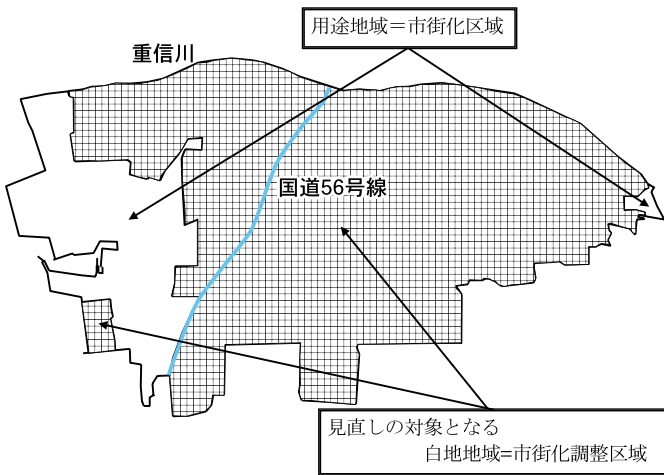 用途地域＝市街化区域
重信川
国道56号線
見直しの対象となる
白地地域=市街化調整区域